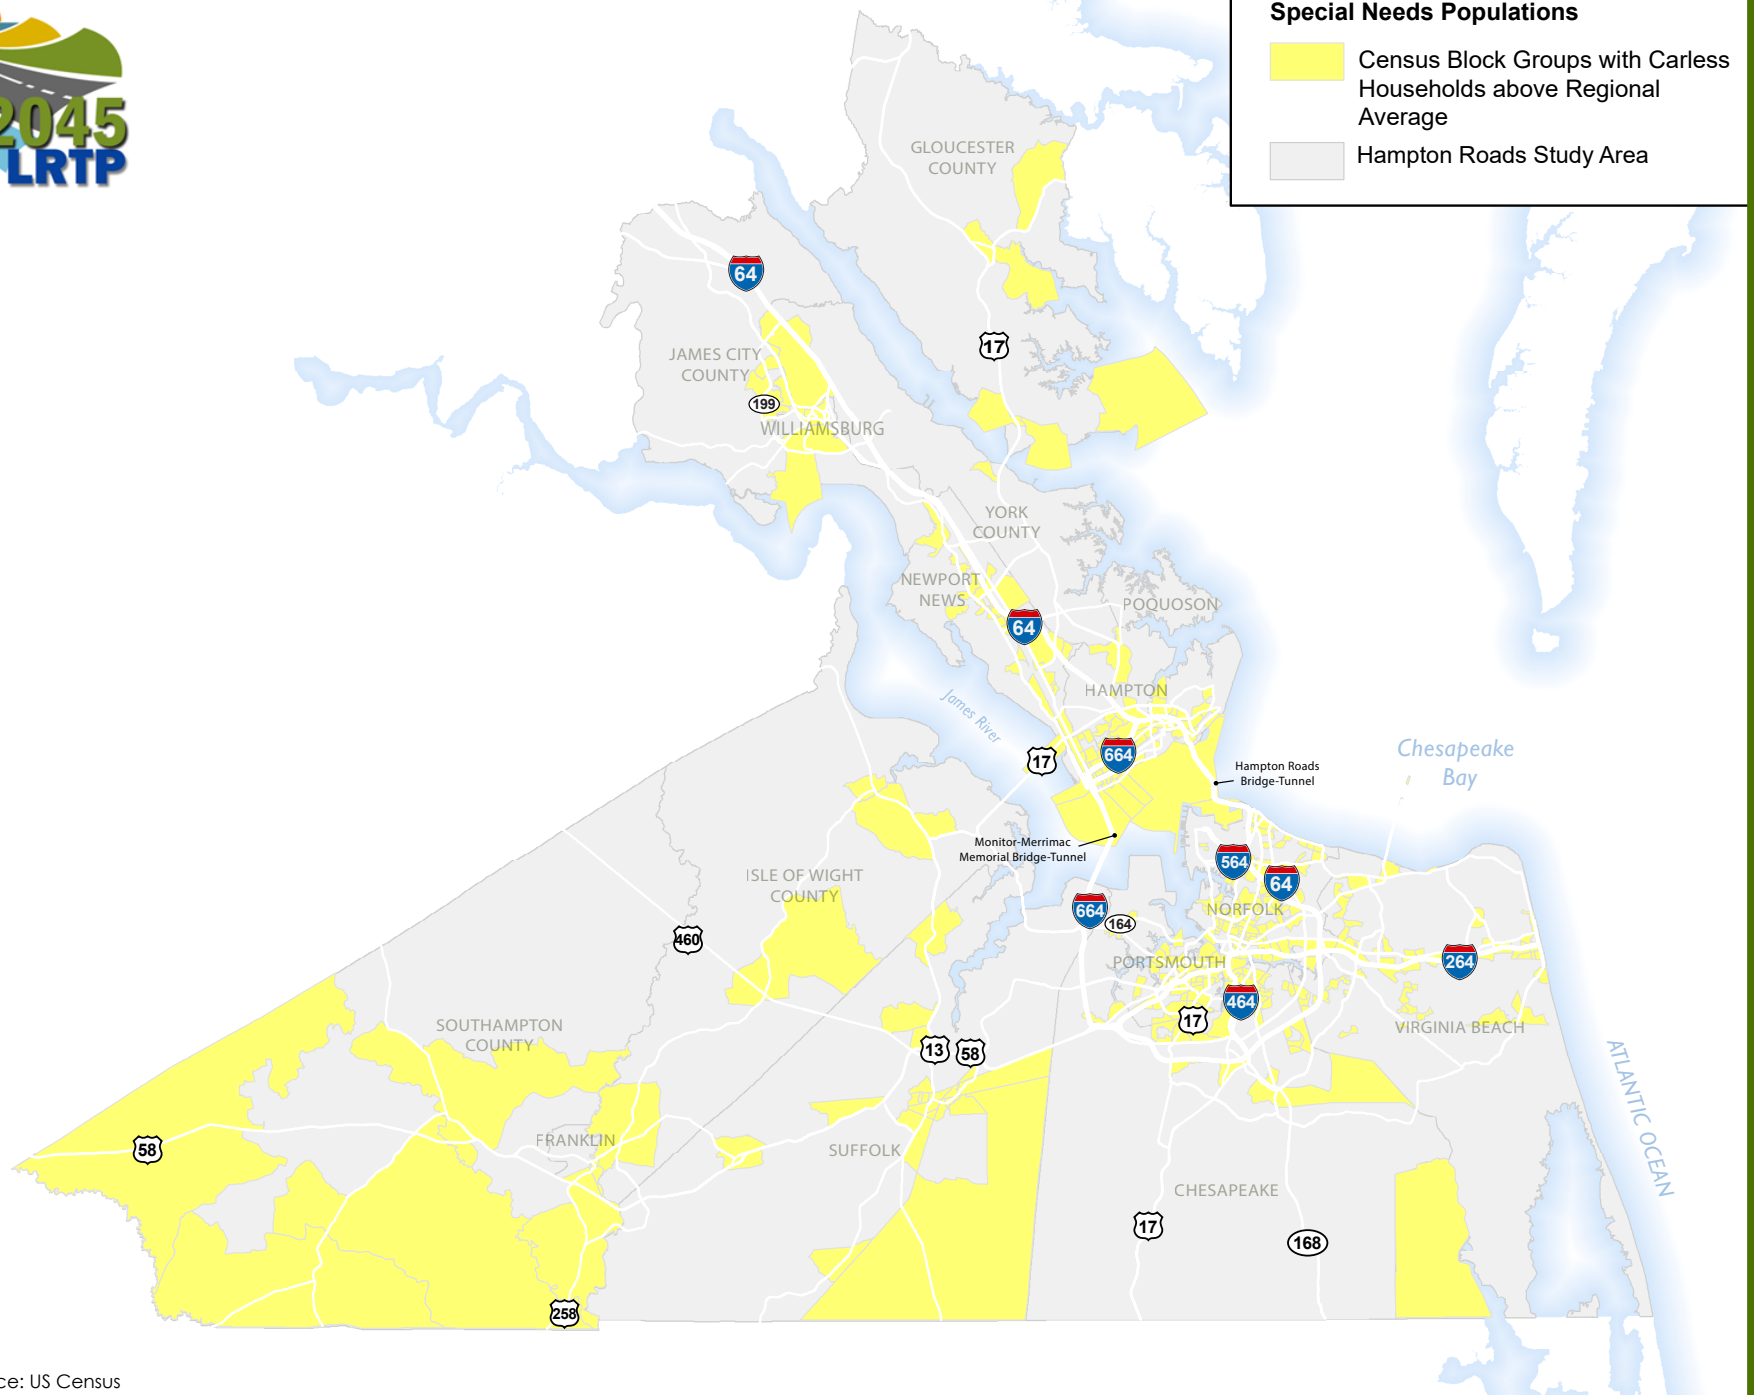 2045
LRTP
Special Needs Populations
Census Block Groups with Carless
Households above Regional
Average
Hampton Roads Study Area
GLOUCESTER
COUNTY
64
17
JAMES CITY
COUNTY
199
WILLIAMSBURG
YORK
COUNTY
NEWPORT
NEWS
POQUOSON
64
HAMPTON
James River
17
664
Chesapeake
Bay
Hampton Roads
Bridge-Tunnel
Monitor-Merrimac
Memorial Bridge-Tunnel
564
64
ISLE OF WIGHT
COUNTY
664
164
NORFOLK
460
PORTSMOUTH
264
464
17
VIRGINIA BEACH
SOUTHAMPTON
COUNTY
13
58
ATLANTIC OCEAN
58
FRANKLIN
SUFFOLK
CHESAPEAKE
17
168
258
ce: US Census